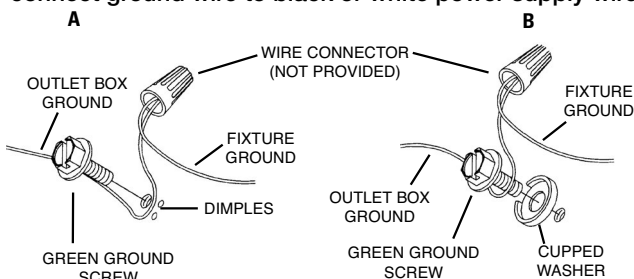 connect ground wire to black or white power supply wire
A
B
WIRE CONNECTOR
(NOT PROVIDED)
OUTLET BOX
GROUND
FIXTURE
GROUND
FIXTURE
GROUND
DIMPLES
OUTLET BOX
GROUND
GREEN GROUND
SCREW
GREEN GROUND
SCREW
CUPPED
WASHER